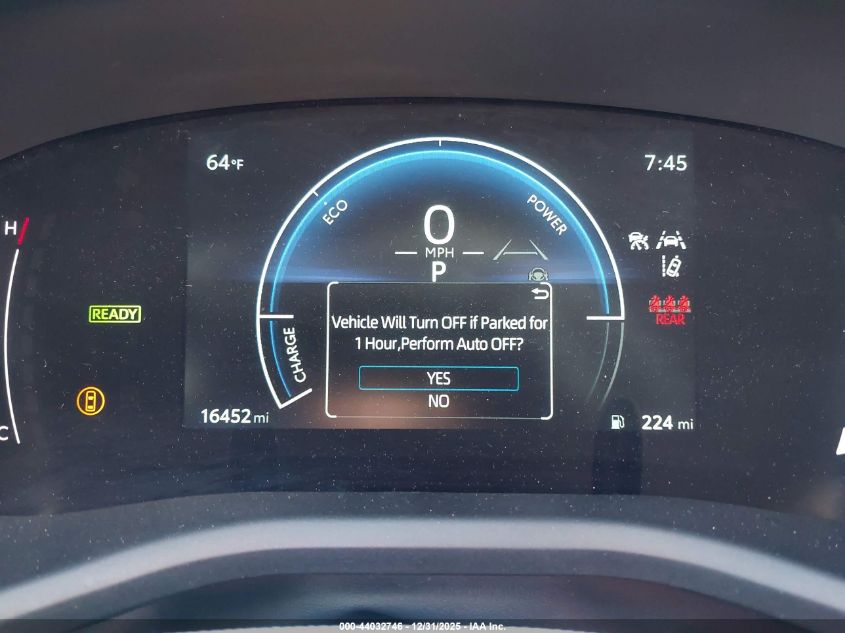 64°F
7:45
H
ECO
POWER
0
MPH
P
READY
REAR
CHARGE
Vehicle Will Turn OFF if Parked for
1 Hour,Perform Auto OFF?
YES
NO
16452 mi
224 mi
C
000-44032746 - 12/31/2025 - IAA Inc.